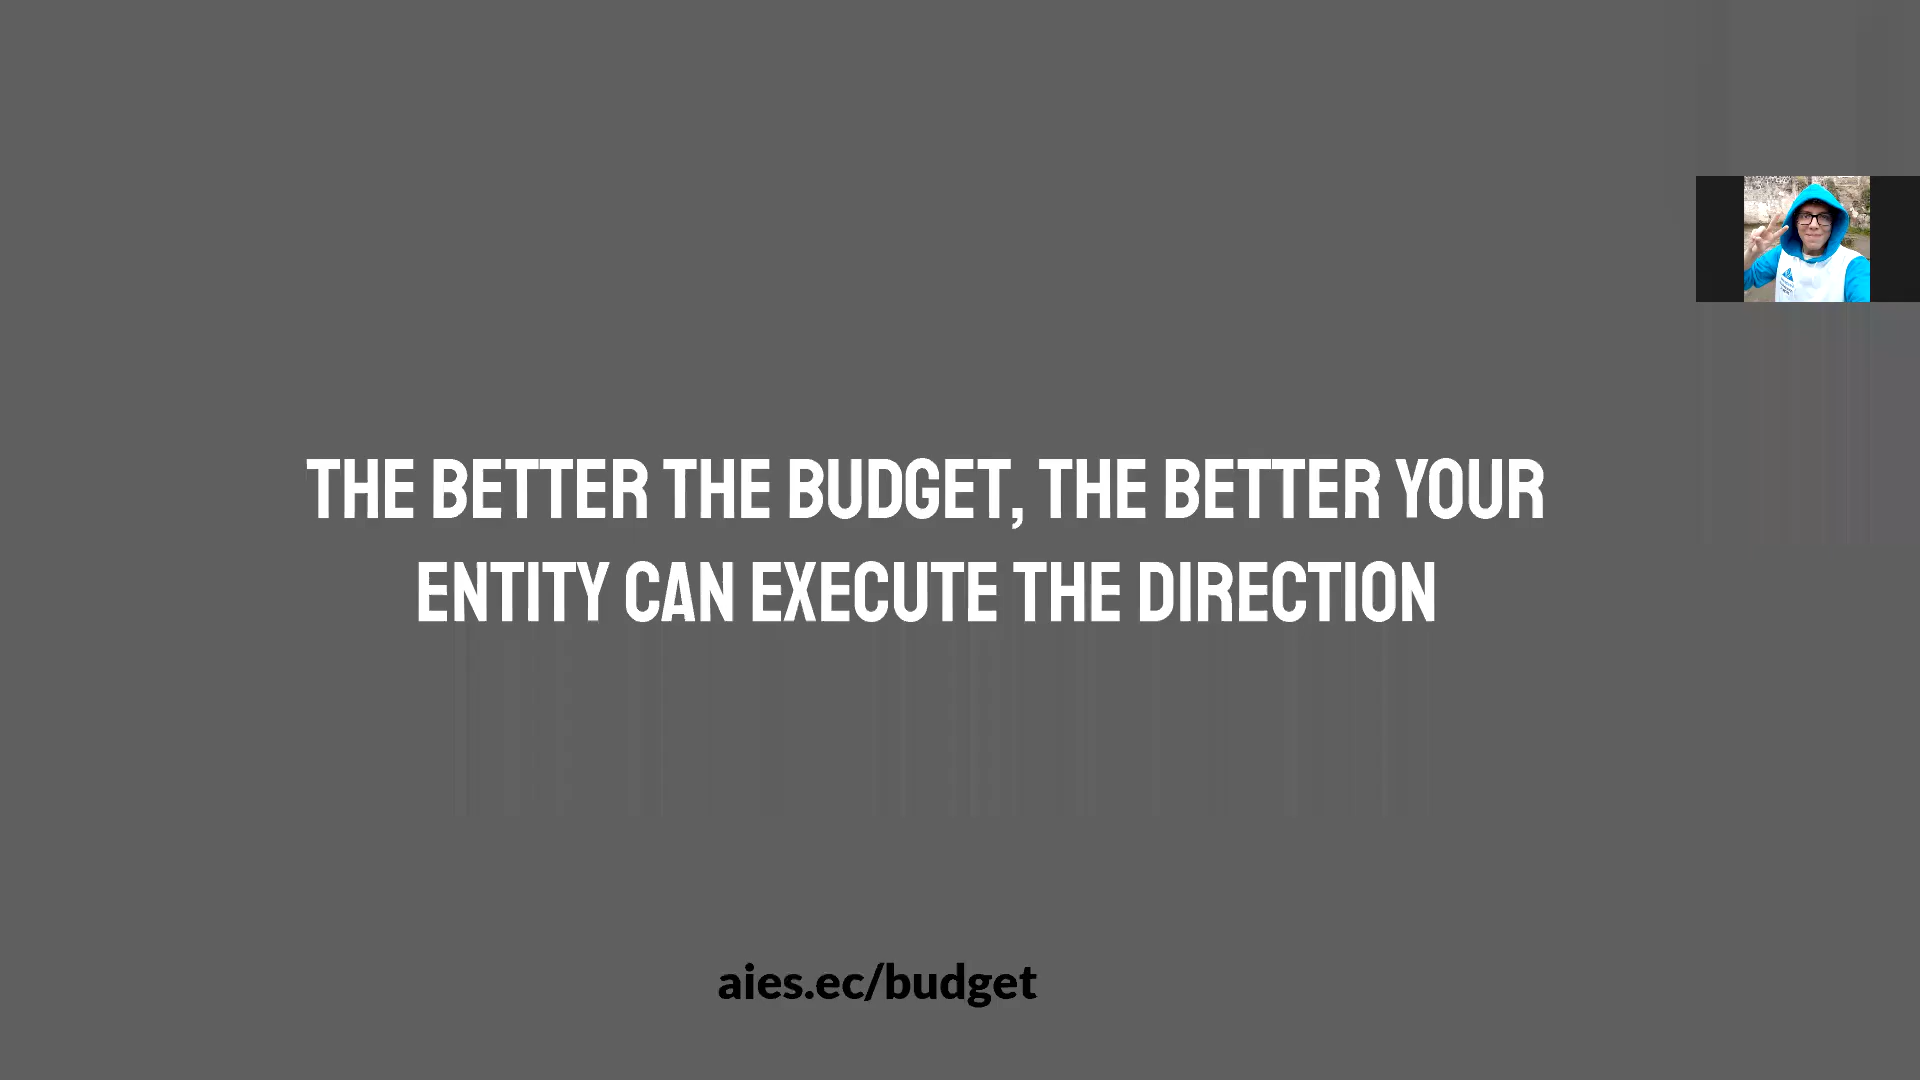 THE BETTER THE BUDGET, THE BETTER YOUR
ENTITY CAN EXECUTE THE DIRECTION
aies.ec/budget